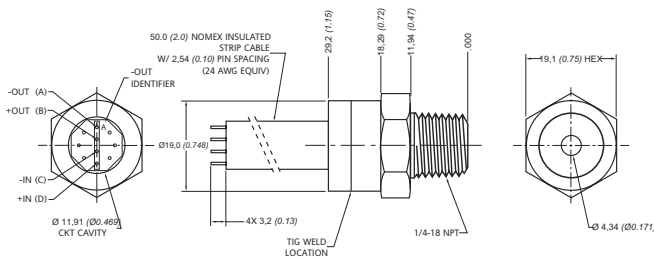 50.0 (2.0) NOMEX INSULATED
STRIP CABLE
W/ 2,54 (0.10) PIN SPACING
(24 AWG EQUIV)
29,2 (1.15)
18,29 (0.72)
11,94 (0.47)
.000
19,1 (0.75) HEX
-OUT (A)
+OUT (B)
-OUT
IDENTIFIER
A
Ø19,0 (0.748)
-IN (C)
+IN (D)
Ø 11,91 (Ø0.469)
CKT CAVITY
4X 3,2 (0.13)
TIG WELD
LOCATION
1/4-18 NPT
Ø 4,34 (Ø0.171)